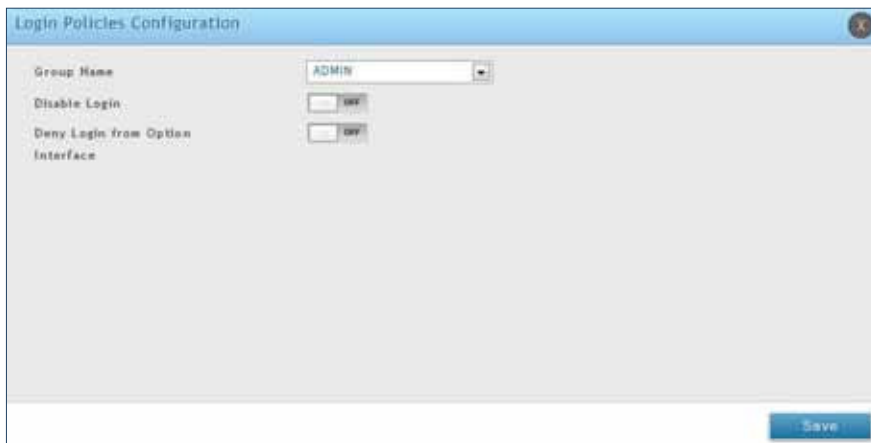 Login Policies Configuration
X
Group Name
ADMIN
Disable Login
OFF
Deny Login from Option
Interface
OFF
Save